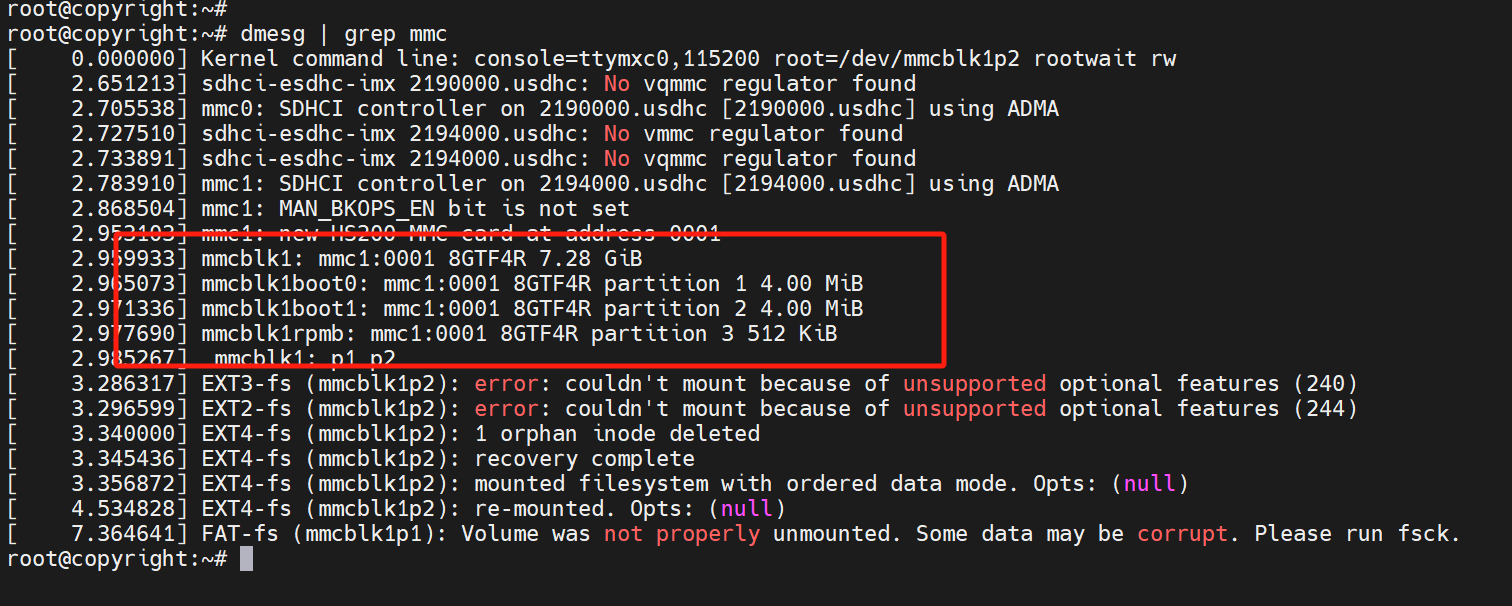 root@copyright:~#
root@copyright:~# dmesg | grep mmc
[    0.000000] Kernel command line: console=ttymxc0,115200 root=/dev/mmcblk1p2 rootwait rw
[    2.651213] sdhci-esdhc-imx 2190000.usdhc: No vqmmc regulator found
[    2.705538] mmc0: SDHCI controller on 2190000.usdhc [2190000.usdhc] using ADMA
[    2.727510] sdhci-esdhc-imx 2194000.usdhc: No vmmc regulator found
[    2.733891] sdhci-esdhc-imx 2194000.usdhc: No vqmmc regulator found
[    2.783910] mmc1: SDHCI controller on 2194000.usdhc [2194000.usdhc] using ADMA
[    2.868504] mmc1: MAN_BKOPS_EN bit is not set
[    2.953103] mmc1: new HS200 MMC card at address 0001
[    2.959933] mmcblk1: mmc1:0001 8GTF4R 7.28 GiB
[    2.965073] mmcblk1boot0: mmc1:0001 8GTF4R partition 1 4.00 MiB
[    2.971336] mmcblk1boot1: mmc1:0001 8GTF4R partition 2 4.00 MiB
[    2.977690] mmcblk1rpmb: mmc1:0001 8GTF4R partition 3 512 KiB
[    2.985267]  mmcblk1: p1 p2
[    3.286317] EXT3-fs (mmcblk1p2): error: couldn't mount because of unsupported optional features (240)
[    3.296599] EXT2-fs (mmcblk1p2): error: couldn't mount because of unsupported optional features (244)
[    3.340000] EXT4-fs (mmcblk1p2): 1 orphan inode deleted
[    3.345436] EXT4-fs (mmcblk1p2): recovery complete
[    3.356872] EXT4-fs (mmcblk1p2): mounted filesystem with ordered data mode. Opts: (null)
[    4.534828] EXT4-fs (mmcblk1p2): re-mounted. Opts: (null)
[    7.364641] FAT-fs (mmcblk1p1): Volume was not properly unmounted. Some data may be corrupt. Please run fsck.
root@copyright:~#